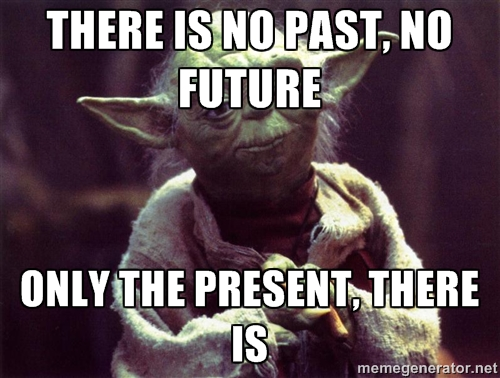 THERE IS NO PAST, NO
FUTURE
ONLY THE PRESENT, THERE
IS
memegenerator.net